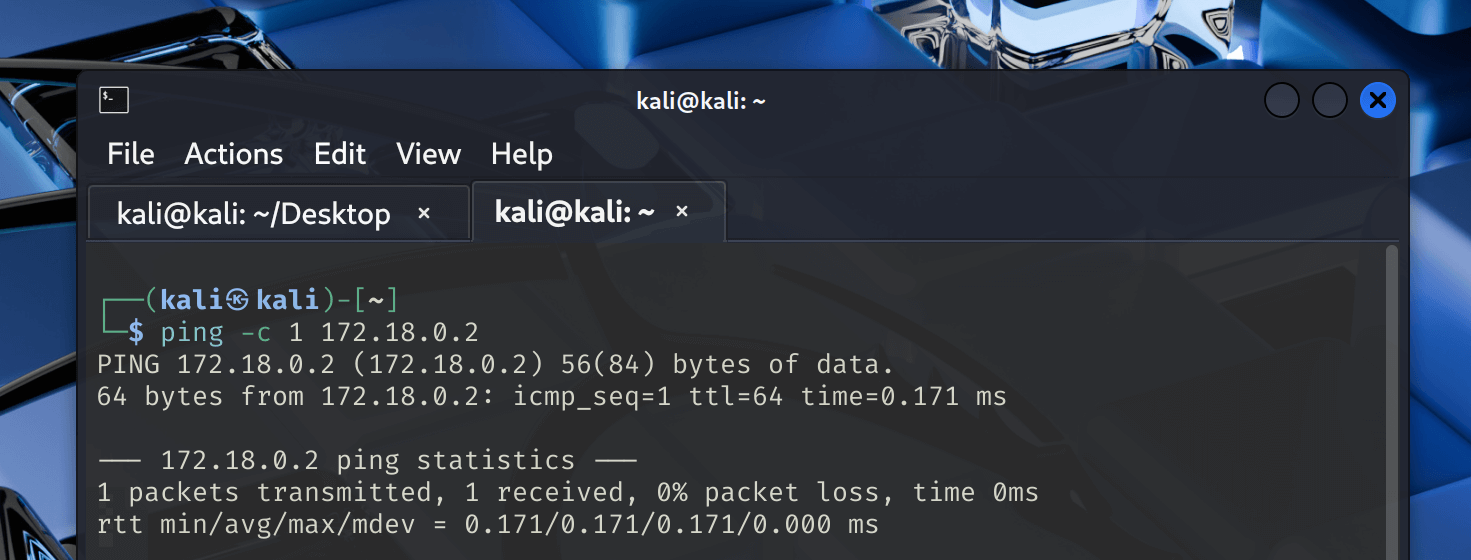 $_
kali@kali: ~
File Actions Edit View Help
kali@kali: ~/Desktop × kali@kali: ~ ×
┌──(kali㉿kali)-[~]
└─$ ping -c 1 172.18.0.2
PING 172.18.0.2 (172.18.0.2) 56(84) bytes of data.
64 bytes from 172.18.0.2: icmp_seq=1 ttl=64 time=0.171 ms
--- 172.18.0.2 ping statistics ---
1 packets transmitted, 1 received, 0% packet loss, time 0ms
rtt min/avg/max/mdev = 0.171/0.171/0.171/0.000 ms